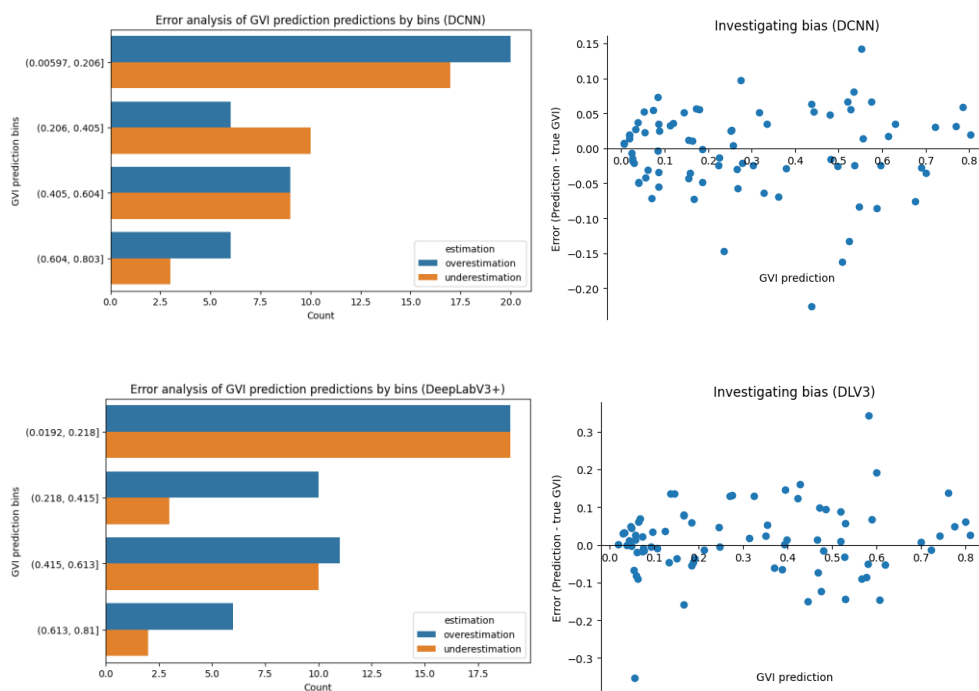 Error analysis of GVI prediction predictions by bins (DCNN)
GVI prediction bins
(0.00597, 0.206]
(0.206, 0.405]
(0.405, 0.604]
(0.604, 0.803]
estimation
overestimation
underestimation
0.0 2.5 5.0 7.5 10.0 12.5 15.0 17.5 20.0
Count
Investigating bias (DCNN)
Error (Prediction - true GVI)
0.15
0.10
0.05
0.00
-0.05
-0.10
-0.15
-0.20
0.0 0.1 0.2 0.3 0.4 0.5 0.6 0.7 0.8
GVI prediction
Error analysis of GVI prediction predictions by bins (DeepLabV3+)
GVI prediction bins
(0.0192, 0.218]
(0.218, 0.415]
(0.415, 0.613]
(0.613, 0.81]
estimation
overestimation
underestimation
0.0 2.5 5.0 7.5 10.0 12.5 15.0 17.5
Count
Investigating bias (DLV3)
Error (Prediction - true GVI)
0.3
0.2
0.1
0.0
-0.1
-0.2
-0.3
0.0 0.1 0.2 0.3 0.4 0.5 0.6 0.7 0.8
GVI prediction